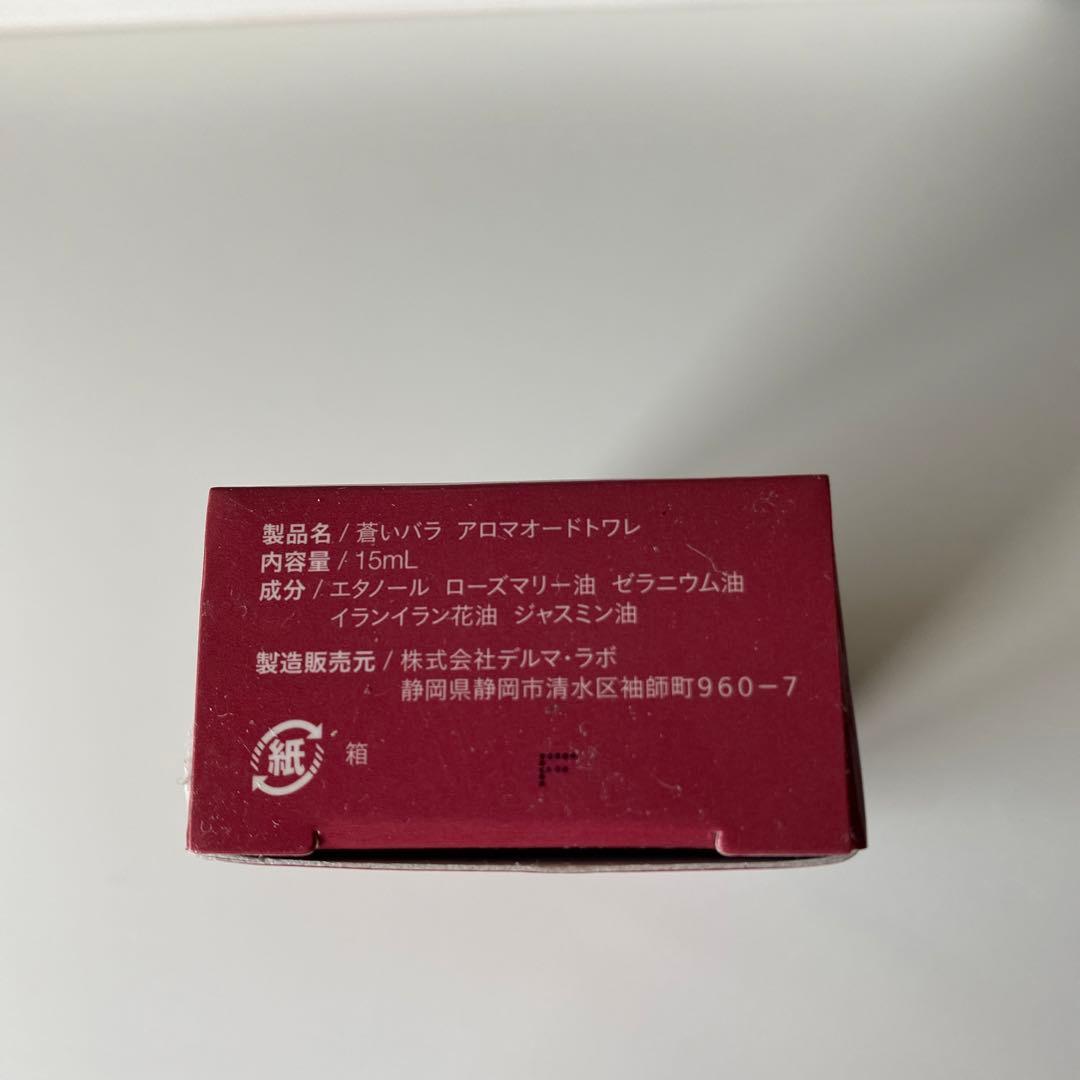 製品名 / 蒼いバラ アロマオードトワレ
内容量 / 15mL
成分 / エタノール ローズマリー油 ゼラニウム油
イランイラン花油 ジャスミン油
製造販売元 / 株式会社デルマ・ラボ
静岡県静岡市清水区袖師町960-7
紙 箱
F